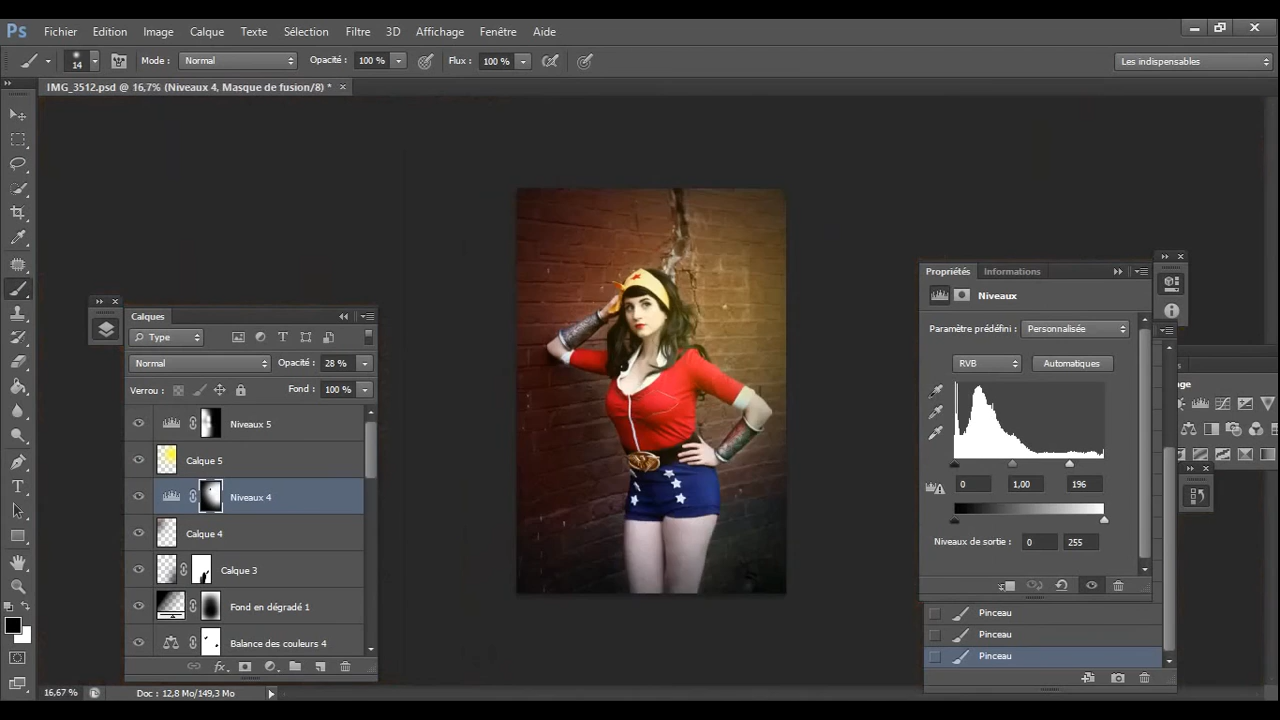 Ps Fichier Edition Image Calque Texte Sélection Filtre 3D Affichage Fenêtre Aide
14 Mode : Normal Opacité : 100 % Flux : 100 % Les indispensables
IMG_3512.psd @ 16,7% (Niveaux 4, Masque de fusion/8) * ×
Calques
Type
Normal Opacité : 28 %
Verrou : Fond : 100 %
Niveaux 5
Calque 5
Niveaux 4
Calque 4
Calque 3
Fond en dégradé 1
Balance des couleurs 4
fx
Propriétés Informations
Niveaux
Paramètre prédéfini : Personnalisée
RVB Automatiques
0 1,00 196
Niveaux de sortie : 0 255
Pinceau
Pinceau
Pinceau
16,67 % Doc : 12,8 Mo/149,3 Mo